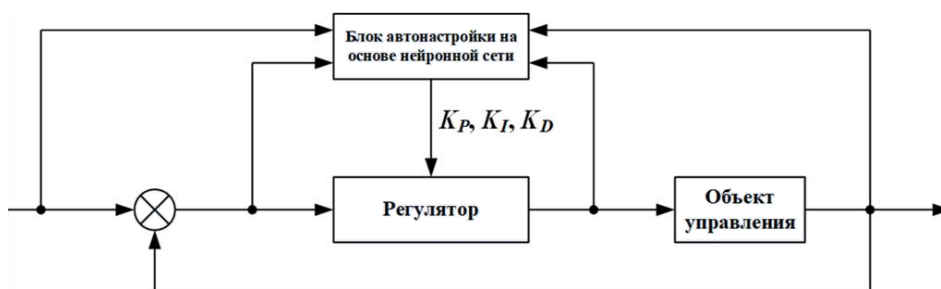 Блок автонастройки на
основе нейронной сети
K_P, K_I, K_D
Регулятор
Объект
управления